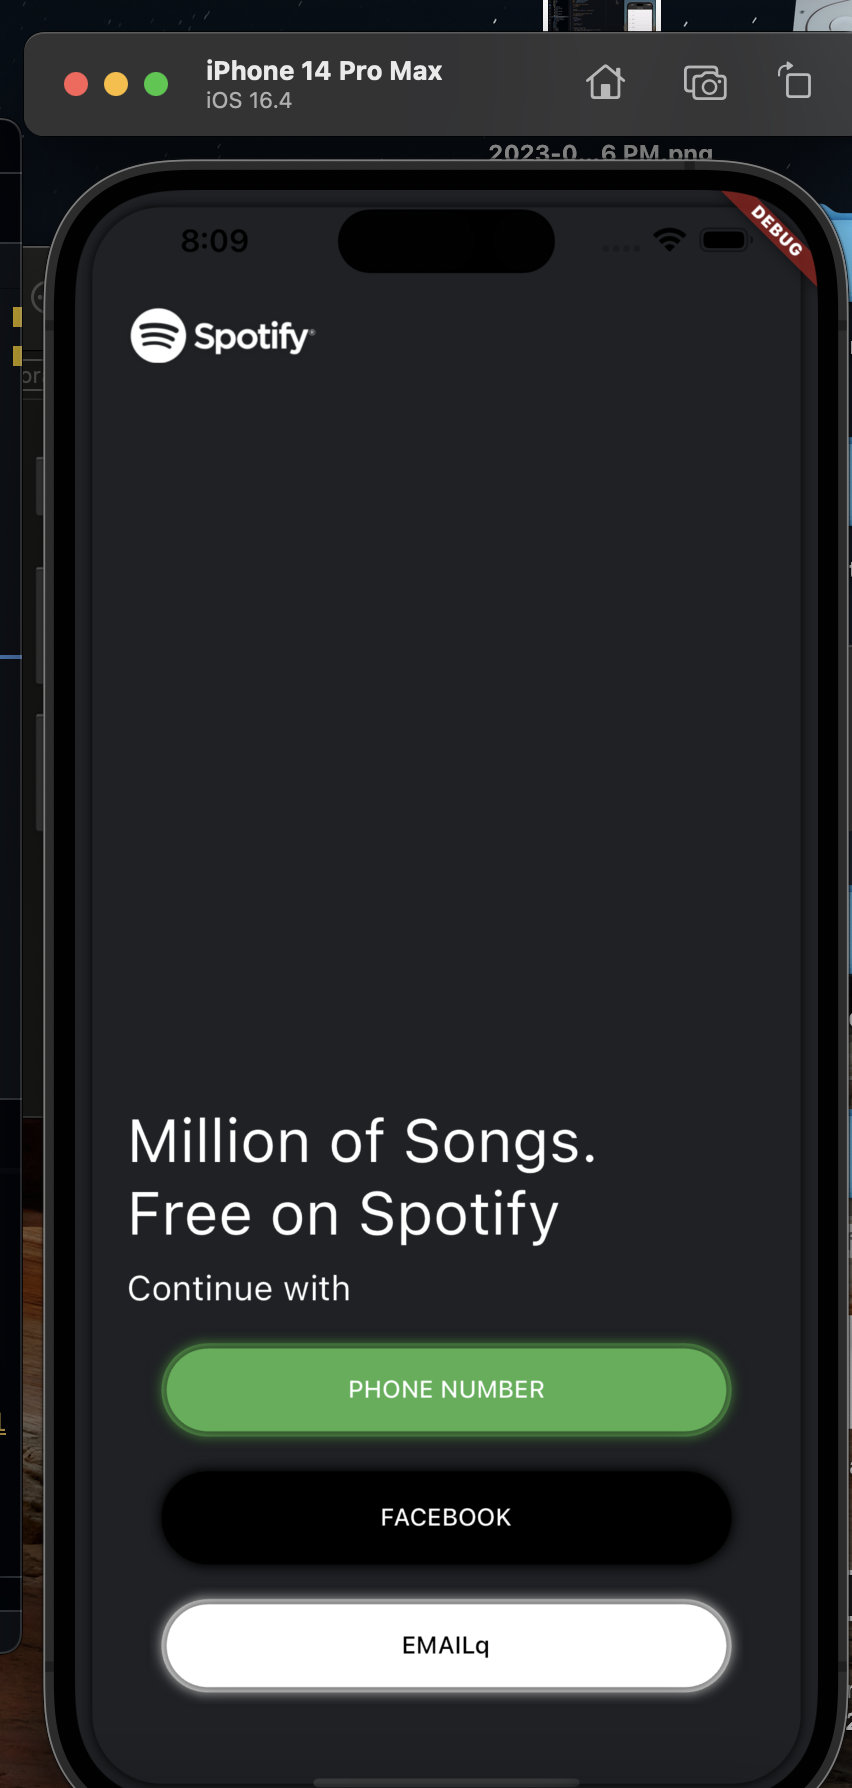 iPhone 14 Pro Max
iOS 16.4
2023-0...6 PM.png
8:09
DEBUG
Spotify®
Million of Songs.
Free on Spotify
Continue with
PHONE NUMBER
FACEBOOK
EMAILq